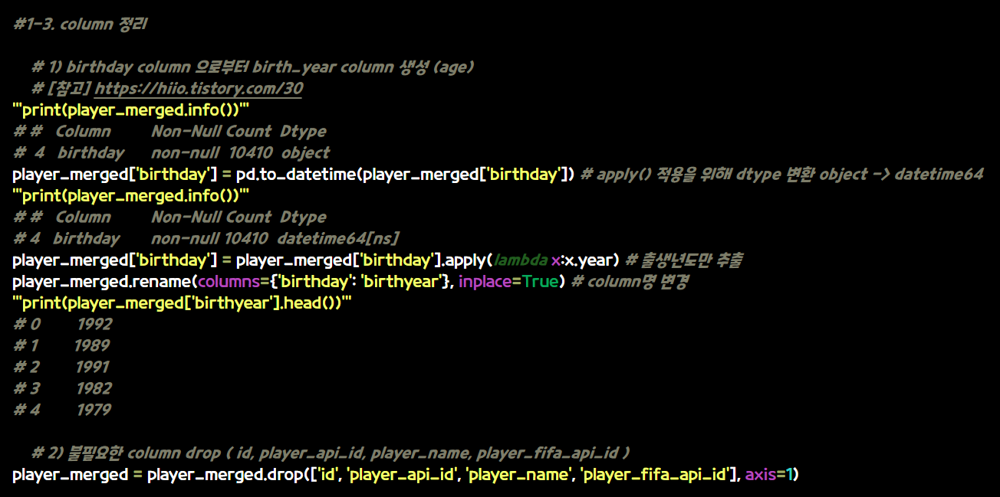 #1-3. column 정리
# 1) birthday column 으로부터 birth_year column 생성 (age)
# [참고] https://hiio.tistory.com/30
'''print(player_merged.info())'''
# #   Column        Non-Null Count  Dtype
#  4   birthday      non-null  10410  object
player_merged['birthday'] = pd.to_datetime(player_merged['birthday']) # apply() 적용을 위해 dtype 변환 object -> datetime64
'''print(player_merged.info())'''
# #   Column        Non-Null Count  Dtype
# 4   birthday      non-null 10410  datetime64[ns]
player_merged['birthday'] = player_merged['birthday'].apply(lambda x:x.year) # 출생년도만 추출
player_merged.rename(columns={'birthday': 'birthyear'}, inplace=True) # column명 변경
'''print(player_merged['birthyear'].head())'''
# 0       1992
# 1       1989
# 2       1991
# 3       1982
# 4       1979
# 2) 불필요한 column drop ( id, player_api_id, player_name, player_fifa_api_id )
player_merged = player_merged.drop(['id', 'player_api_id', 'player_name', 'player_fifa_api_id'], axis=1)